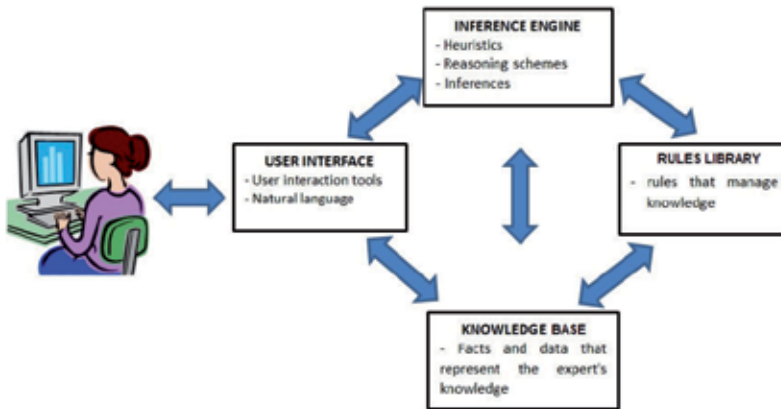 INFERENCE ENGINE
- Heuristics
- Reasoning schemes
- Inferences
USER INTERFACE
- User interaction tools
- Natural language
RULES LIBRARY
- rules that manage
knowledge
KNOWLEDGE BASE
- Facts and data that
represent the expert's
knowledge